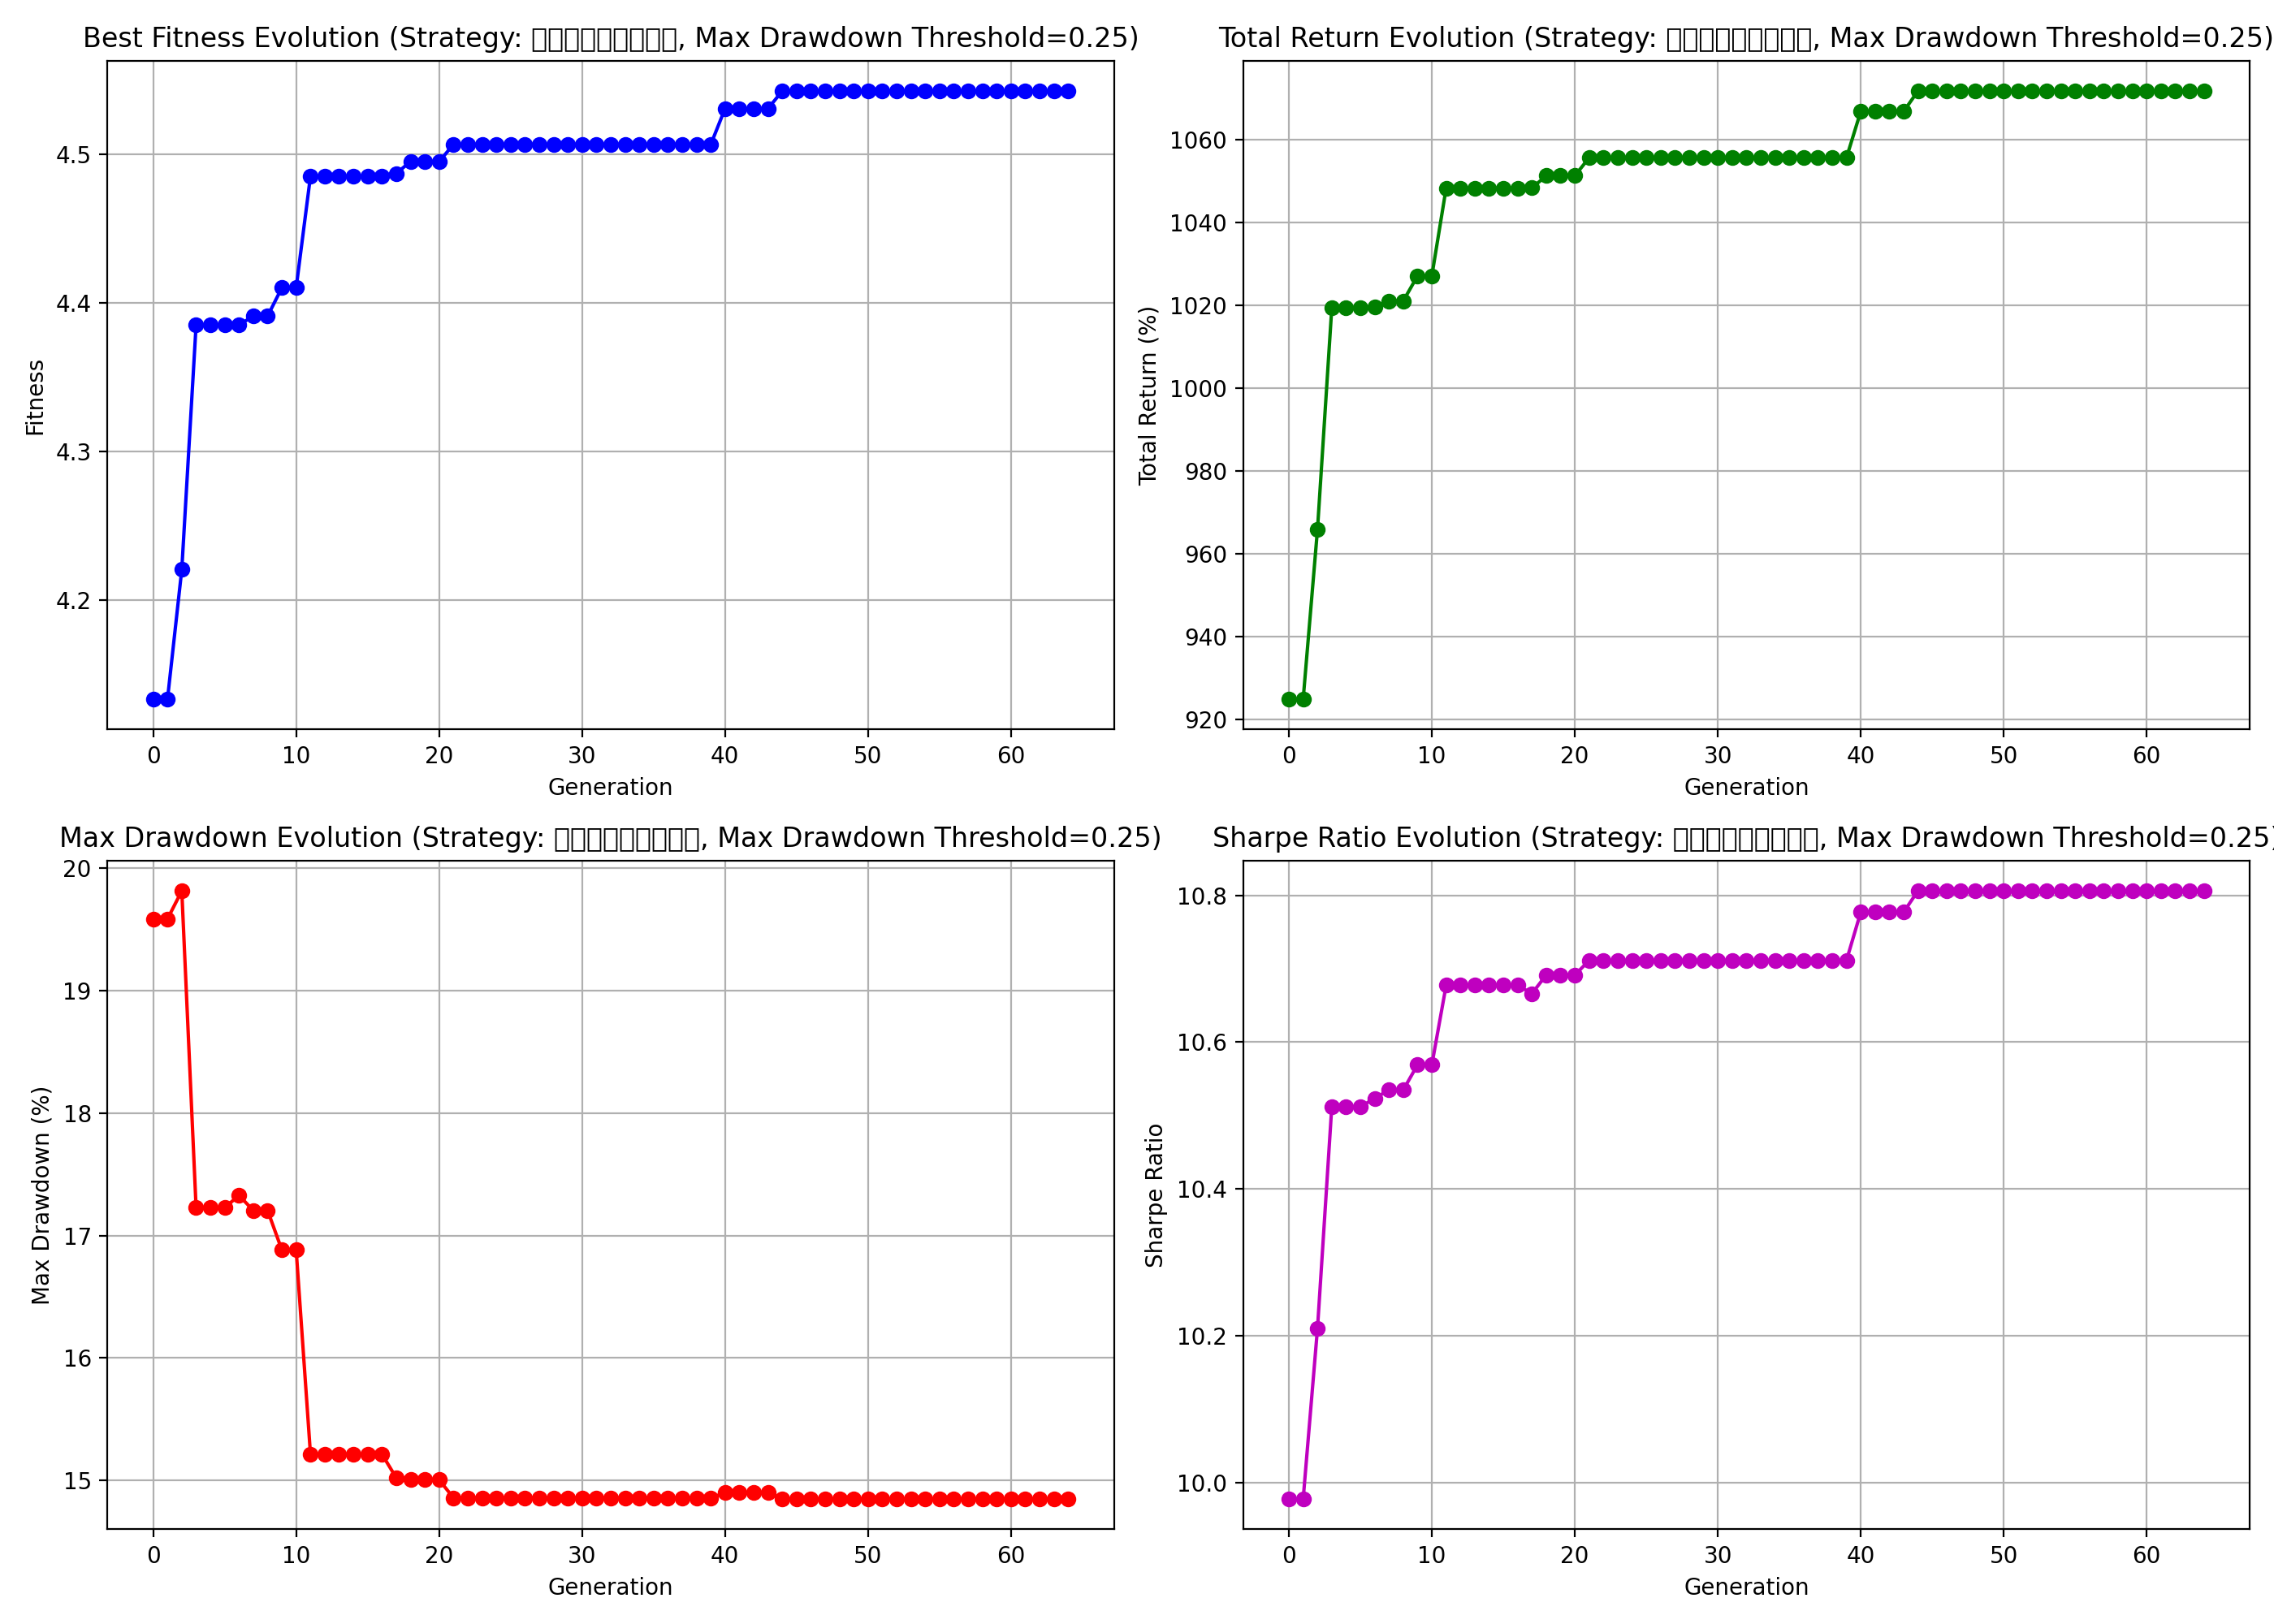 Best Fitness Evolution (Strategy: □□□□□□□□□, Max Drawdown Threshold=0.25)
Fitness
4.5
4.4
4.3
4.2
0 10 20 30 40 50 60
Generation
Total Return Evolution (Strategy: □□□□□□□□□, Max Drawdown Threshold=0.25)
Total Return (%)
1060
1040
1020
1000
980
960
940
920
0 10 20 30 40 50 60
Generation
Max Drawdown Evolution (Strategy: □□□□□□□□□, Max Drawdown Threshold=0.25)
Max Drawdown (%)
20
19
18
17
16
15
0 10 20 30 40 50 60
Generation
Sharpe Ratio Evolution (Strategy: □□□□□□□□□, Max Drawdown Threshold=0.25)
Sharpe Ratio
10.8
10.6
10.4
10.2
10.0
0 10 20 30 40 50 60
Generation